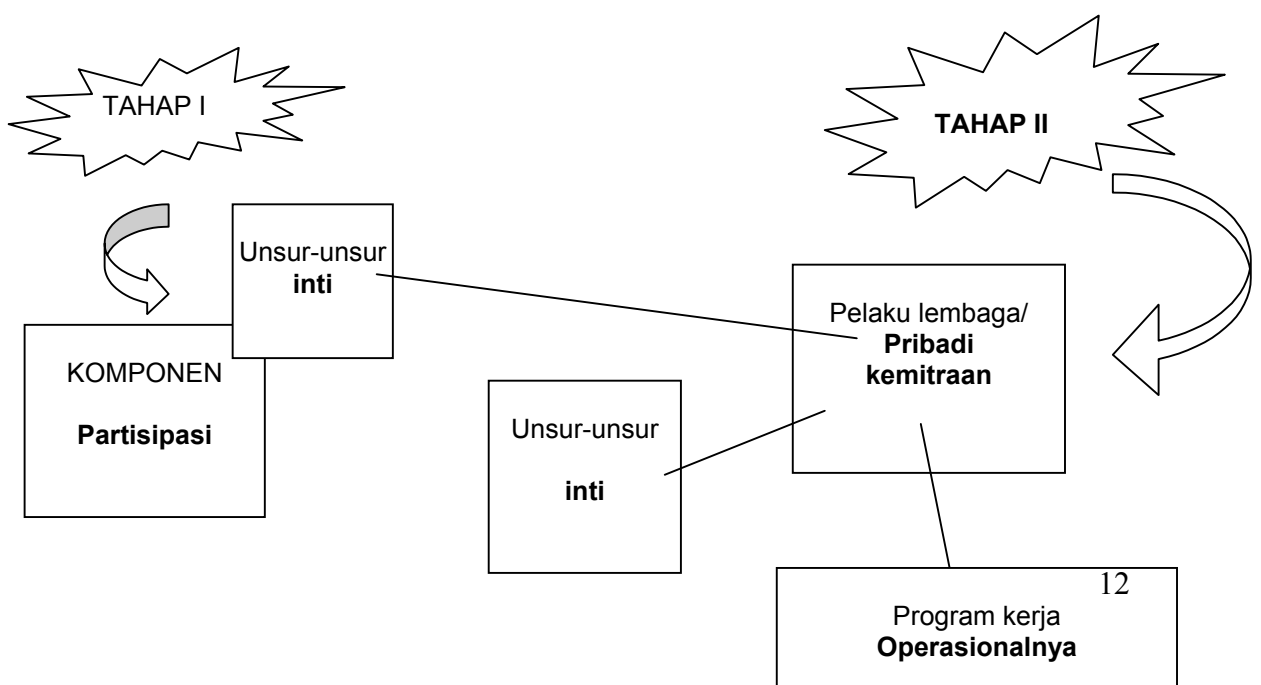 TAHAP I
TAHAP II
Unsur-unsur
inti
KOMPONEN
Partisipasi
Pelaku lembaga/
Pribadi
kemitraan
Unsur-unsur
inti
12
Program kerja
Operasionalnya